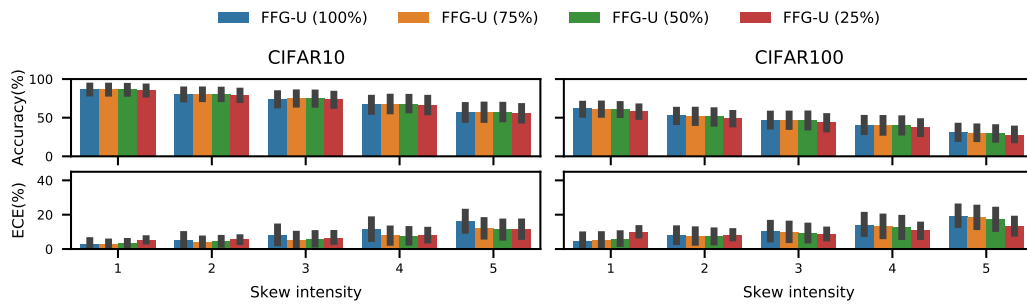 FFG-U (100%) FFG-U (75%) FFG-U (50%) FFG-U (25%)
CIFAR10 CIFAR100
Accuracy(%)
100
50
0
ECE(%)
40
20
0
1 2 3 4 5 1 2 3 4 5
Skew intensity Skew intensity